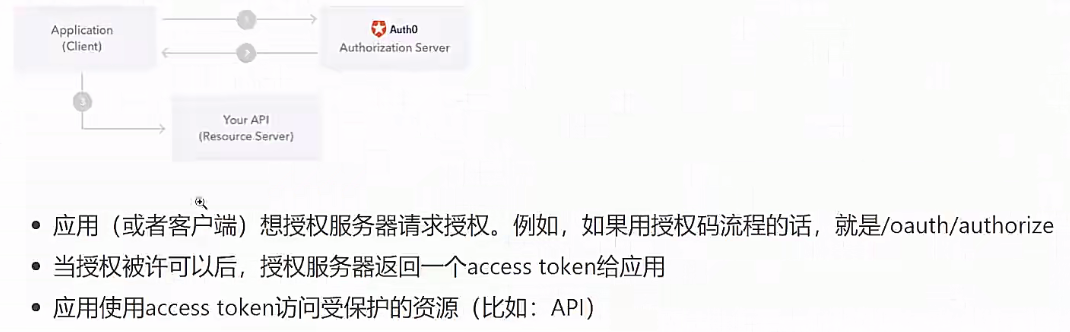 Application
(Client)
1
Auth0
Authorization Server
2
3
Your API
(Resource Server)
应用（或者客户端）想授权服务器请求授权。例如，如果用授权码流程的话，就是/oauth/authorize
当授权被许可以后，授权服务器返回一个access token给应用
应用使用access token访问受保护的资源（比如：API）